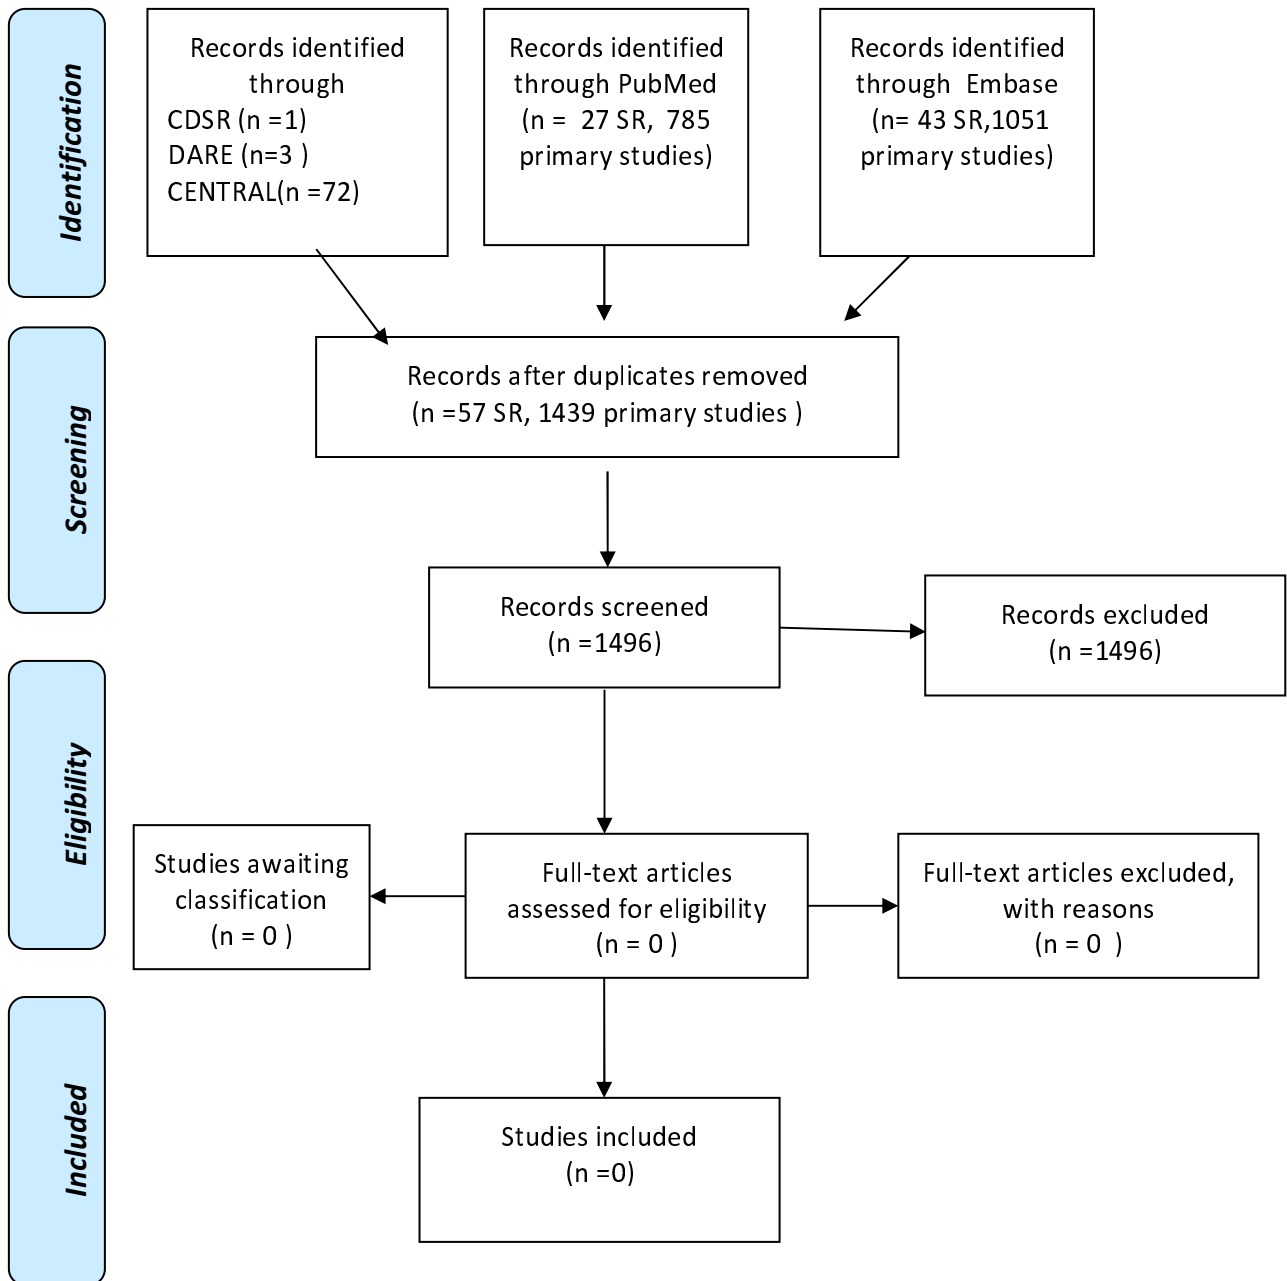 Identification
Records identified
through
CDSR (n =1)
DARE (n=3 )
CENTRAL(n =72)
Records identified
through PubMed
(n =  27 SR,  785
primary studies)
Records identified
through  Embase
(n= 43 SR,1051
primary studies)
Screening
Records after duplicates removed
(n =57 SR, 1439 primary studies )
Records screened
(n =1496)
Records excluded
(n =1496)
Eligibility
Studies awaiting
classification
(n = 0 )
Full-text articles
assessed for eligibility
(n = 0 )
Full-text articles excluded,
with reasons
(n = 0  )
Included
Studies included
(n =0)